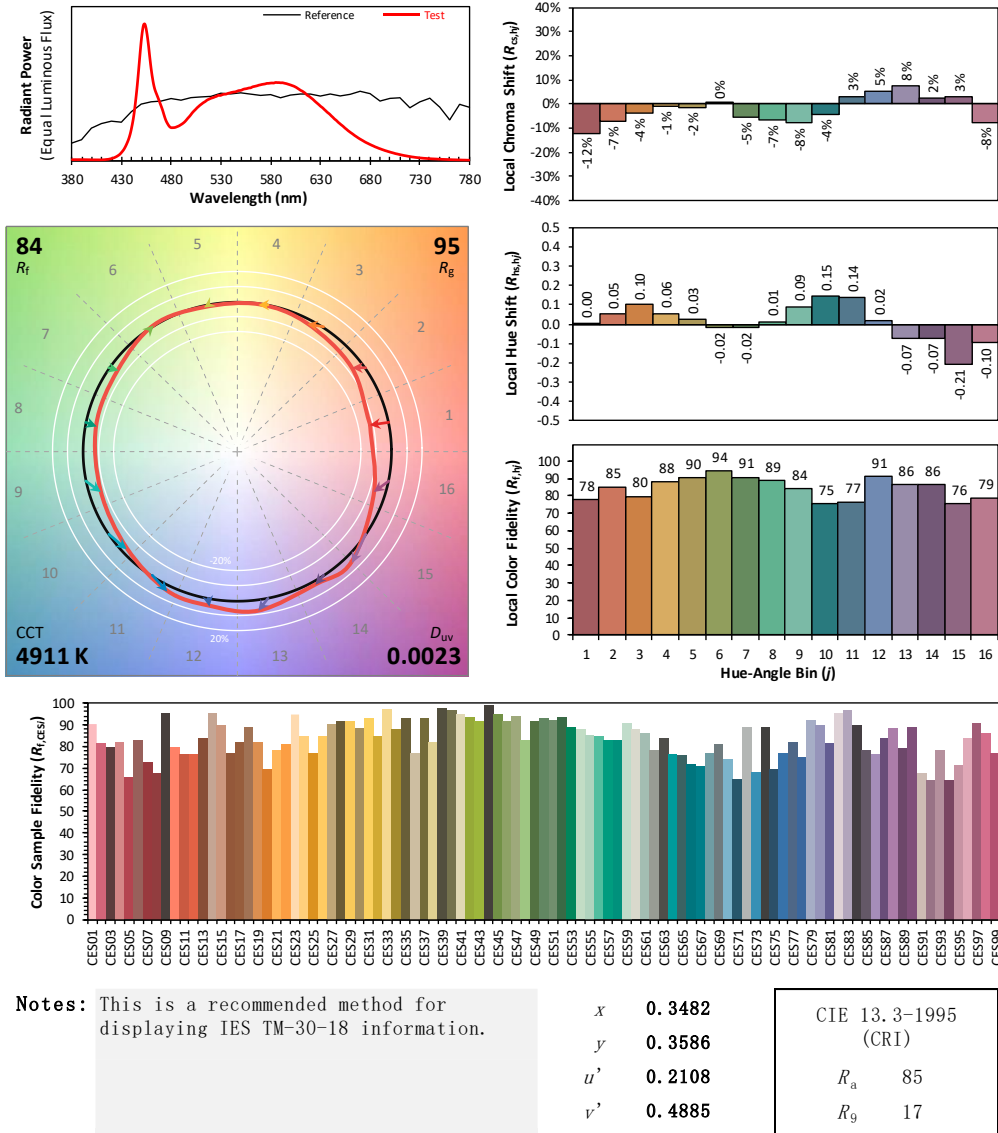 Radiant Power
(Equal Luminous Flux)
Reference
Test
380 430 480 530 580 630 680 730 780
Wavelength (nm)
Local Chroma Shift (Rcs,hj)
40%
30%
20%
10%
0%
-10%
-20%
-30%
-40%
-12% -7% -4% -1% -2% 0% -5% -7% -8% -4% 3% 5% 8% 2% 3% -8%
84
Rf
95
Rg
1 2 3 4 5 6 7 8 9 10 11 12 13 14 15 16
-20%
20%
CCT
4911 K
Duv
0.0023
Local Hue Shift (Rhs,hj)
0.5
0.4
0.3
0.2
0.1
0.0
-0.1
-0.2
-0.3
-0.4
-0.5
0.00 0.05 0.10 0.06 0.03 -0.02 -0.02 0.01 0.09 0.15 0.14 0.02 -0.07 -0.07 -0.21 -0.10
Local Color Fidelity (Rf,hj)
100
90
80
70
60
50
40
30
20
10
0
78 85 80 88 90 94 91 89 84 75 77 91 86 86 76 79
1 2 3 4 5 6 7 8 9 10 11 12 13 14 15 16
Hue-Angle Bin (j)
Color Sample Fidelity (Rf,CESi)
100
90
80
70
60
50
40
30
20
10
0
CES01 CES03 CES05 CES07 CES09 CES11 CES13 CES15 CES17 CES19 CES21 CES23 CES25 CES27 CES29 CES31 CES33 CES35 CES37 CES39 CES41 CES43 CES45 CES47 CES49 CES51 CES53 CES55 CES57 CES59 CES61 CES63 CES65 CES67 CES69 CES71 CES73 CES75 CES77 CES79 CES81 CES83 CES85 CES87 CES89 CES91 CES93 CES95 CES97 CES99
Notes: This is a recommended method for
displaying IES TM-30-18 information.
x 0.3482
y 0.3586
u' 0.2108
v' 0.4885
CIE 13.3-1995
(CRI)
Ra 85
R9 17